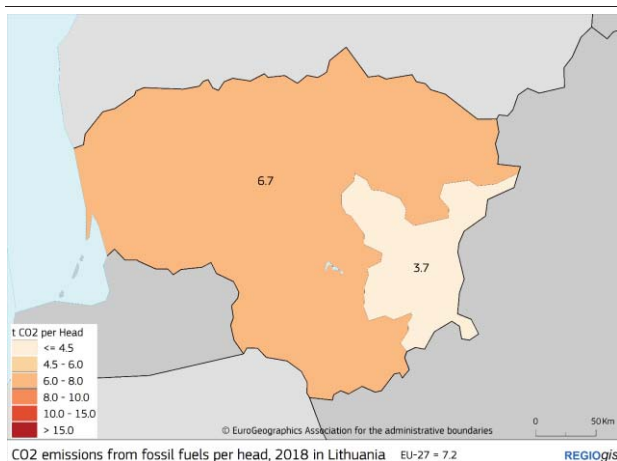 6.7
3.7
t CO2 per Head
<= 4.5
4.5 - 6.0
6.0 - 8.0
8.0 - 10.0
10.0 - 15.0
> 15.0
© EuroGeographics Association for the administrative boundaries
0 50 Km
CO2 emissions from fossil fuels per head, 2018 in Lithuania EU-27 = 7.2 REGIOgis